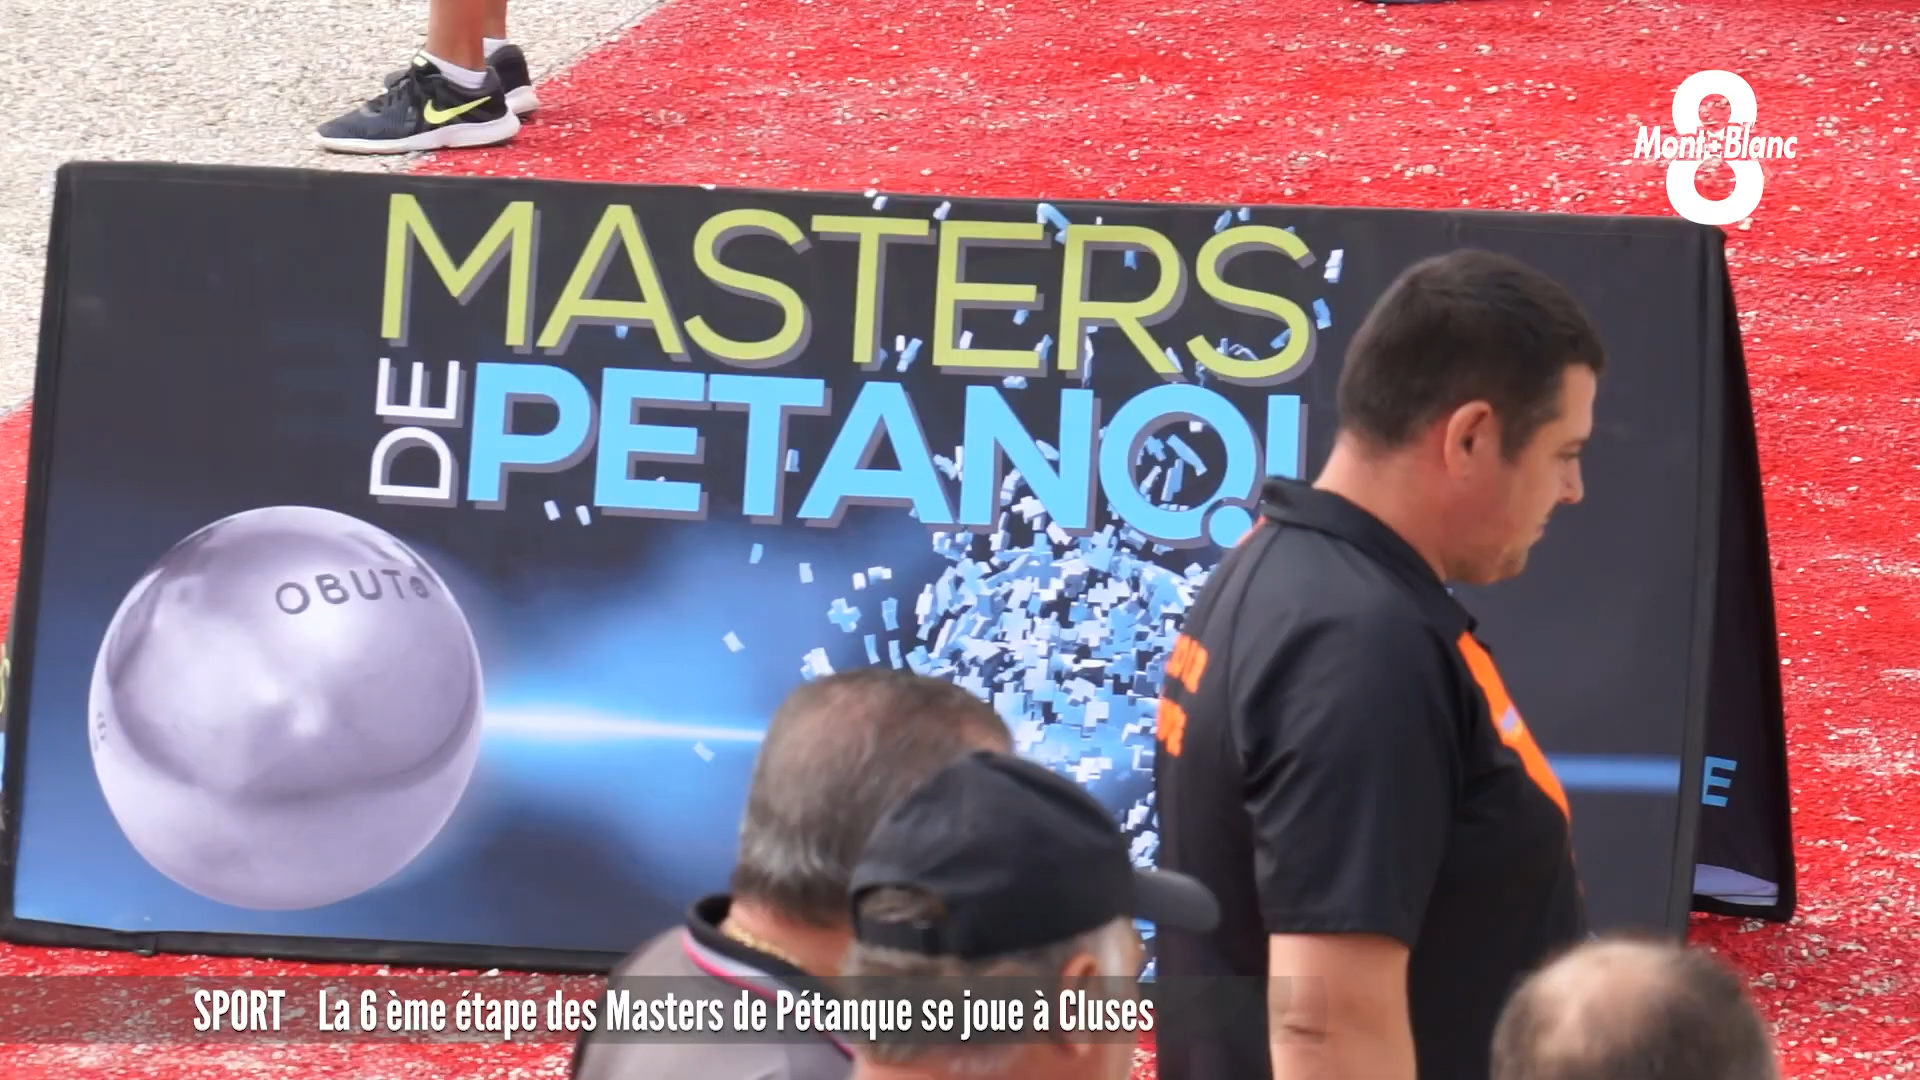 8
Mont-Blanc
MASTERS
DE PETANQ
OBUT
E
SPORT La 6 ème étape des Masters de Pétanque se joue à Cluses